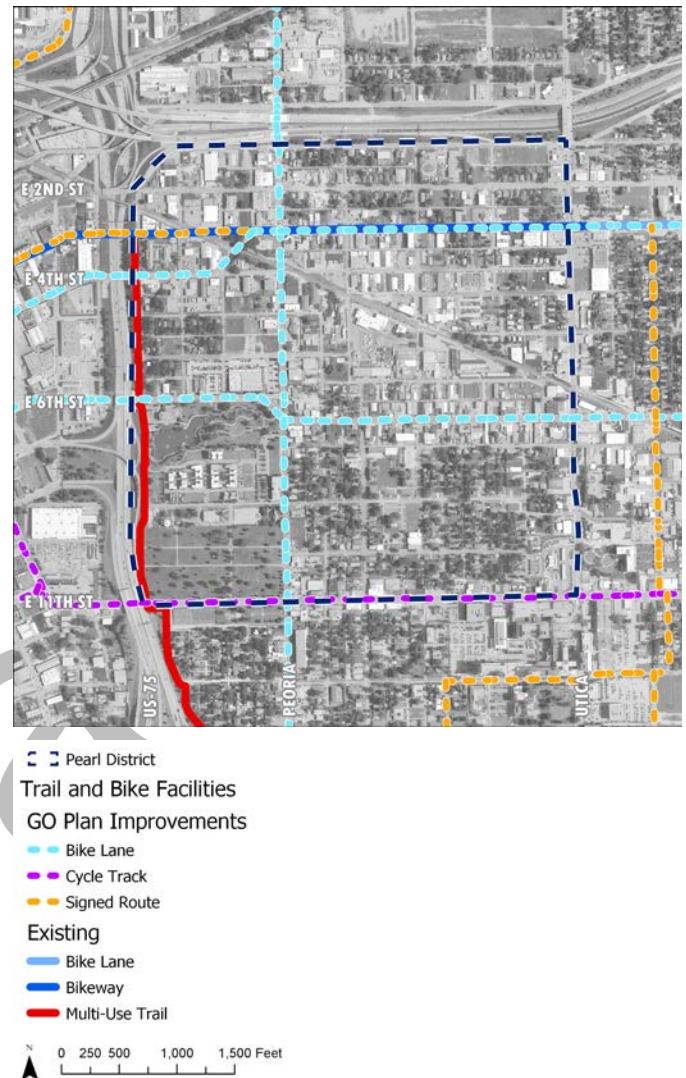 E 2ND ST
E 4TH ST
E 6TH ST
E 11TH ST
US-75
PEORIA
UTICA
Pearl District
Trail and Bike Facilities
GO Plan Improvements
Bike Lane
Cycle Track
Signed Route
Existing
Bike Lane
Bikeway
Multi-Use Trail
N
0 250 500 1,000 1,500 Feet